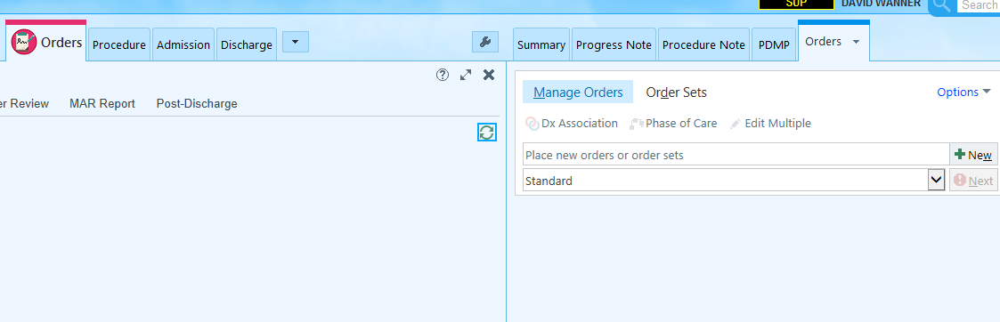 SUP DAVID WANNER Search
Orders Procedure Admission Discharge Summary Progress Note Procedure Note PDMP Orders
er Review MAR Report Post-Discharge
Manage Orders Order Sets Options
Dx Association Phase of Care Edit Multiple
Place new orders or order sets New
Standard Next